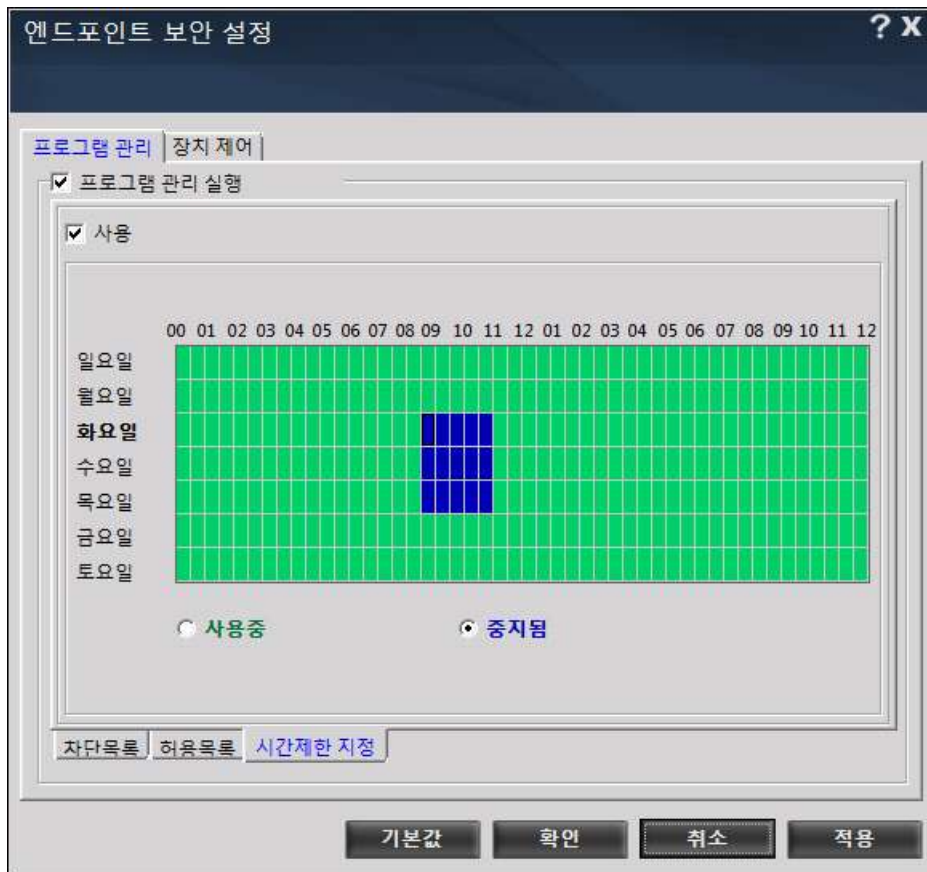 엔드포인트 보안 설정 ? X
프로그램 관리 장치 제어
프로그램 관리 실행
사용
00 01 02 03 04 05 06 07 08 09 10 11 12 01 02 03 04 05 06 07 08 09 10 11 12
일요일
월요일
화요일
수요일
목요일
금요일
토요일
사용중 중지됨
차단목록 허용목록 시간제한 지정
기본값 확인 취소 적용